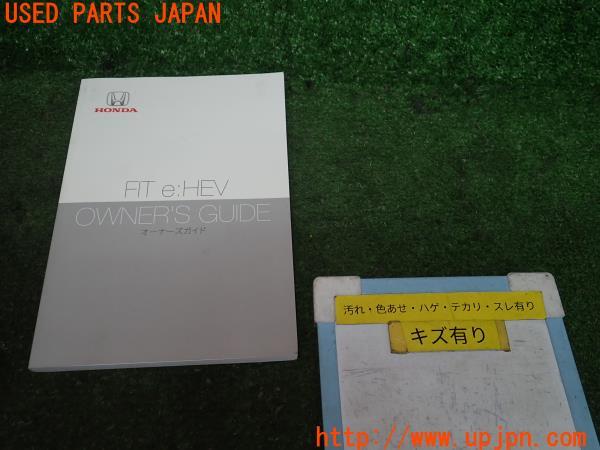 USED PARTS JAPAN
HONDA
FIT e:HEV
OWNER'S GUIDE
オーナーズガイド
汚れ・色あせ・ハゲ・テカリ・スレ有り
キズ有り
http://www.upjpn.com